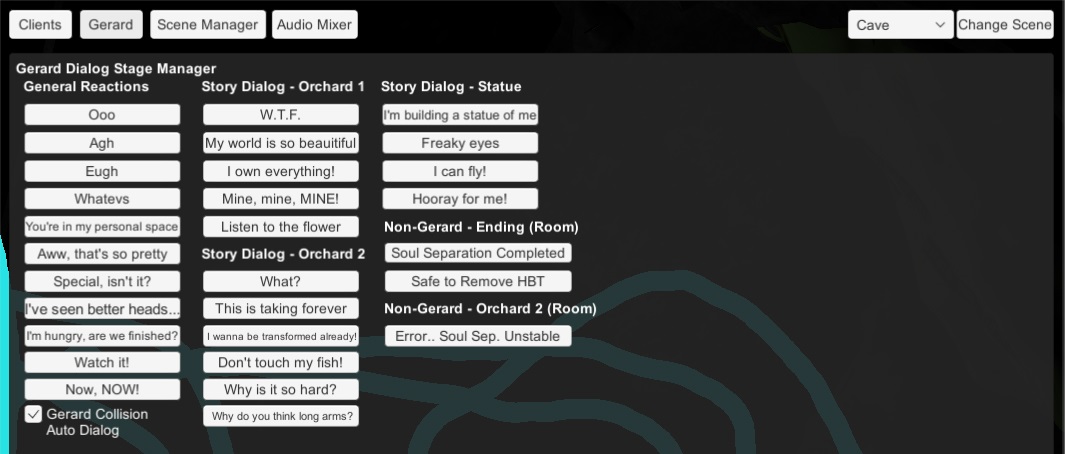 Clients
Gerard
Scene Manager
Audio Mixer
Cave
Change Scene
Gerard Dialog Stage Manager
General Reactions
Ooo
Agh
Eugh
Whatevs
You're in my personal space
Aww, that's so pretty
Special, isn't it?
I've seen better heads...
I'm hungry, are we finished?
Watch it!
Now, NOW!
Gerard Collision
Auto Dialog
Story Dialog - Orchard 1
W.T.F.
My world is so beauitiful
I own everything!
Mine, mine, MINE!
Listen to the flower
Story Dialog - Orchard 2
What?
This is taking forever
I wanna be transformed already!
Don't touch my fish!
Why is it so hard?
Why do you think long arms?
Story Dialog - Statue
I'm building a statue of me
Freaky eyes
I can fly!
Hooray for me!
Non-Gerard - Ending (Room)
Soul Separation Completed
Safe to Remove HBT
Non-Gerard - Orchard 2 (Room)
Error.. Soul Sep. Unstable